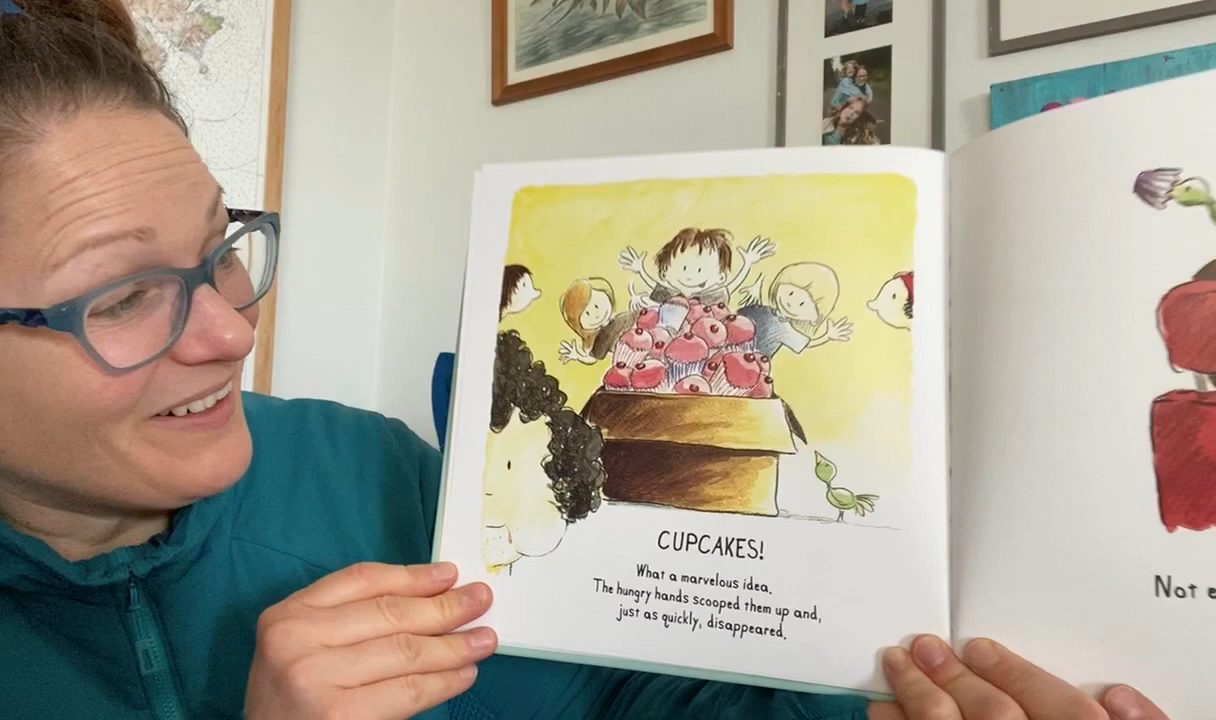 CUPCAKES!
What a marvelous idea.
The hungry hands scooped them up and,
just as quickly, disappeared.
Not